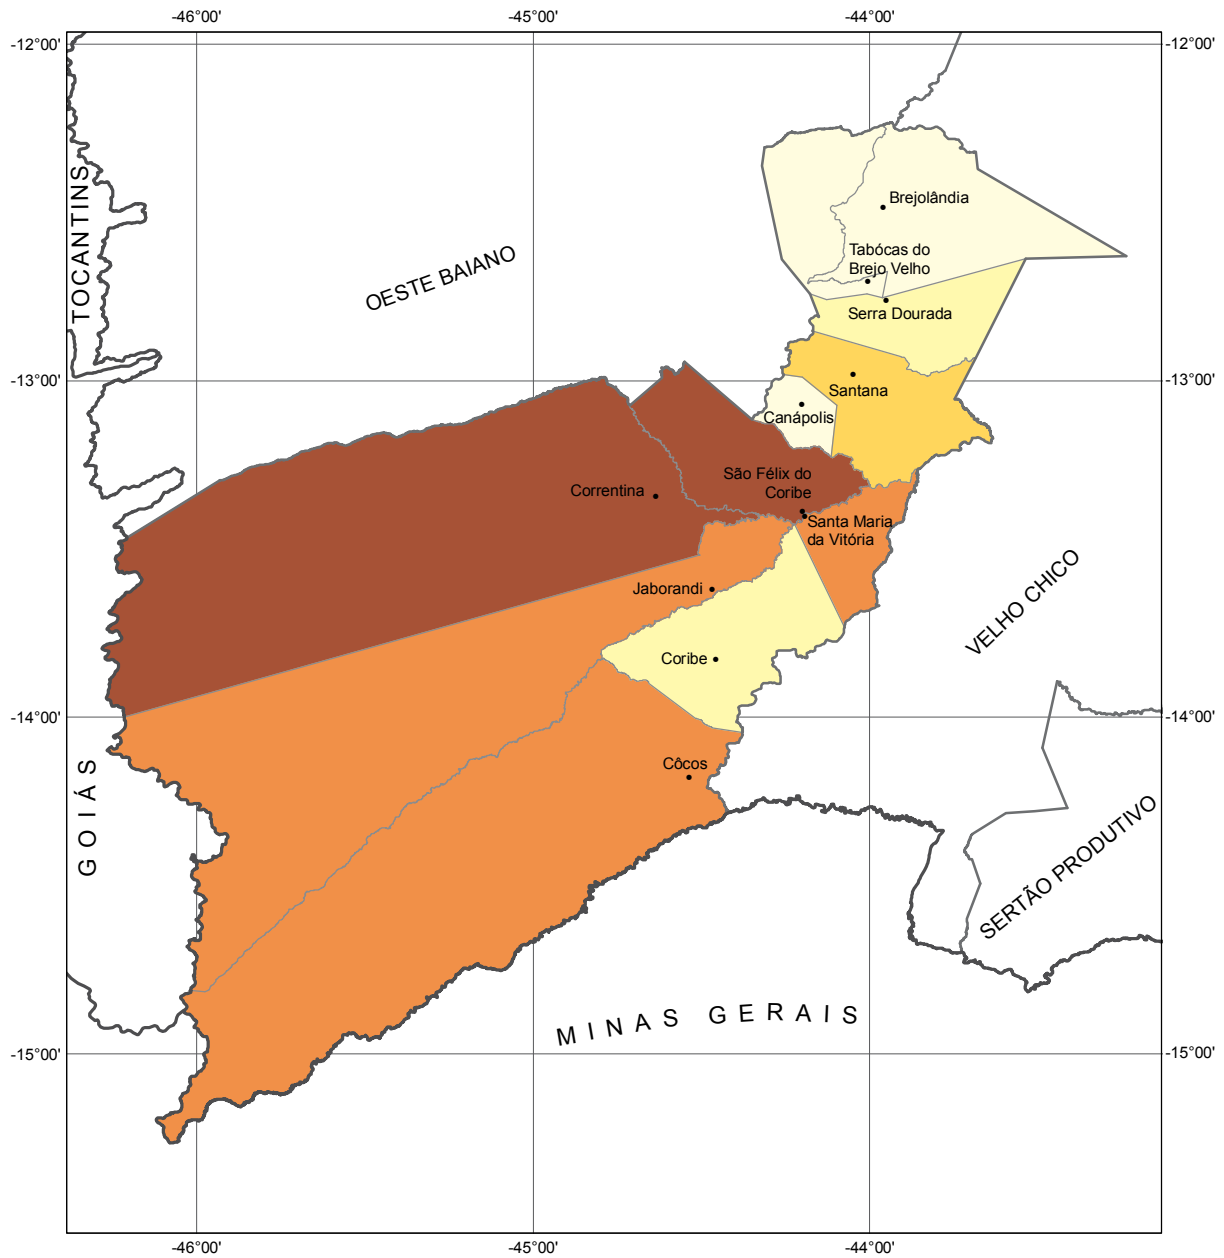 -46°00'
-45°00'
-44°00'
-12°00'
-12°00'
TOCANTINS
OESTE BAIANO
Brejolândia
Tabócas do
Brejo Velho
Serra Dourada
-13°00'
-13°00'
Santana
Canápolis
São Félix do
Coribe
Correntina
Santa Maria
da Vitória
Jaborandi
VELHO CHICO
Coribe
-14°00'
-14°00'
Côcos
GOIÁS
SERTÃO PRODUTIVO
MINAS GERAIS
-15°00'
-15°00'
-46°00'
-45°00'
-44°00'